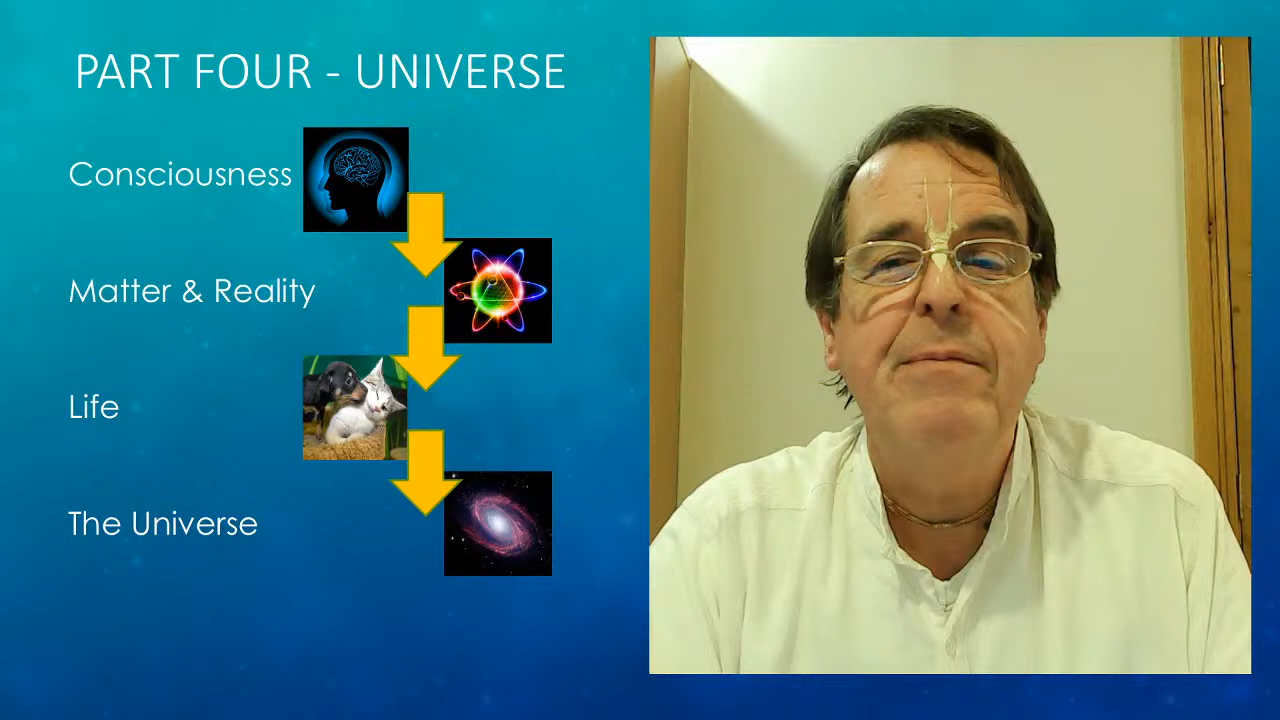 PART FOUR - UNIVERSE
Consciousness
Matter & Reality
Life
The Universe